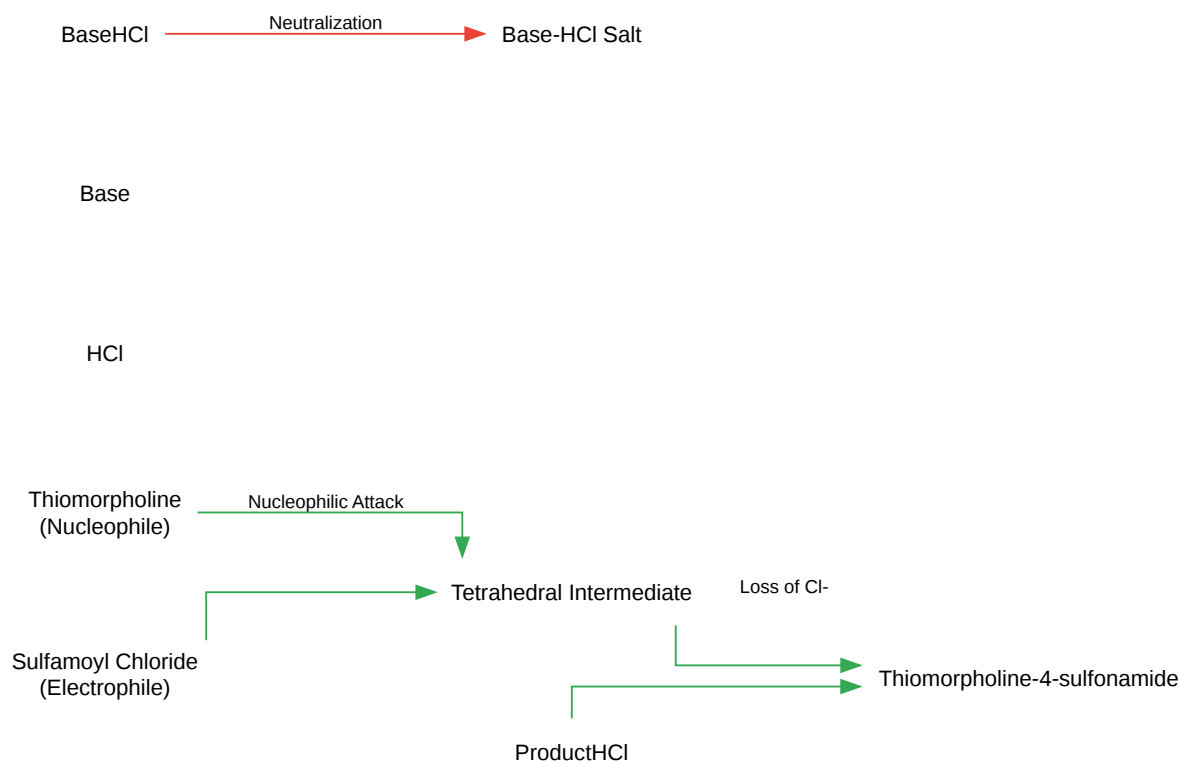 BaseHCl
Neutralization
Base-HCl Salt
Base
HCl
Thiomorpholine
(Nucleophile)
Nucleophilic Attack
Tetrahedral Intermediate
Loss of Cl-
Sulfamoyl Chloride
(Electrophile)
Thiomorpholine-4-sulfonamide
ProductHCl